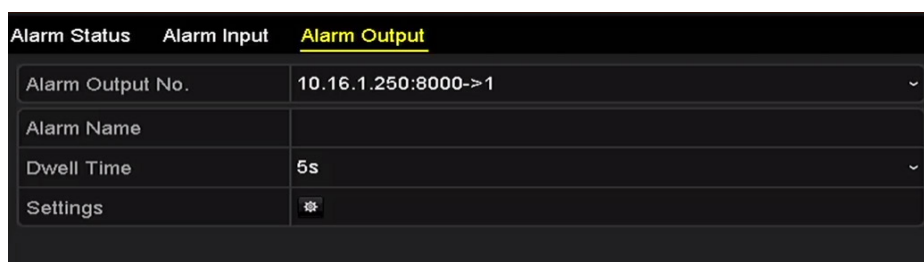 Alarm Status Alarm Input Alarm Output
Alarm Output No. 10.16.1.250:8000->1
Alarm Name
Dwell Time 5s
Settings